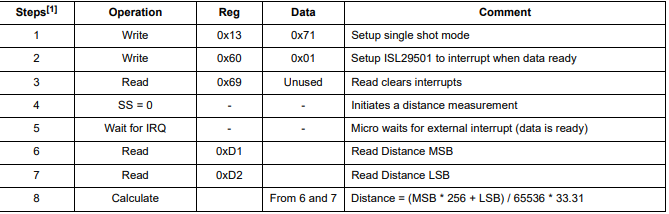 Steps[1] Operation Reg Data Comment
1 Write 0x13 0x71 Setup single shot mode
2 Write 0x60 0x01 Setup ISL29501 to interrupt when data ready
3 Read 0x69 Unused Read clears interrupts
4 SS = 0 - - Initiates a distance measurement
5 Wait for IRQ - - Micro waits for external interrupt (data is ready)
6 Read 0xD1 Read Distance MSB
7 Read 0xD2 Read Distance LSB
8 Calculate From 6 and 7 Distance = (MSB * 256 + LSB) / 65536 * 33.31